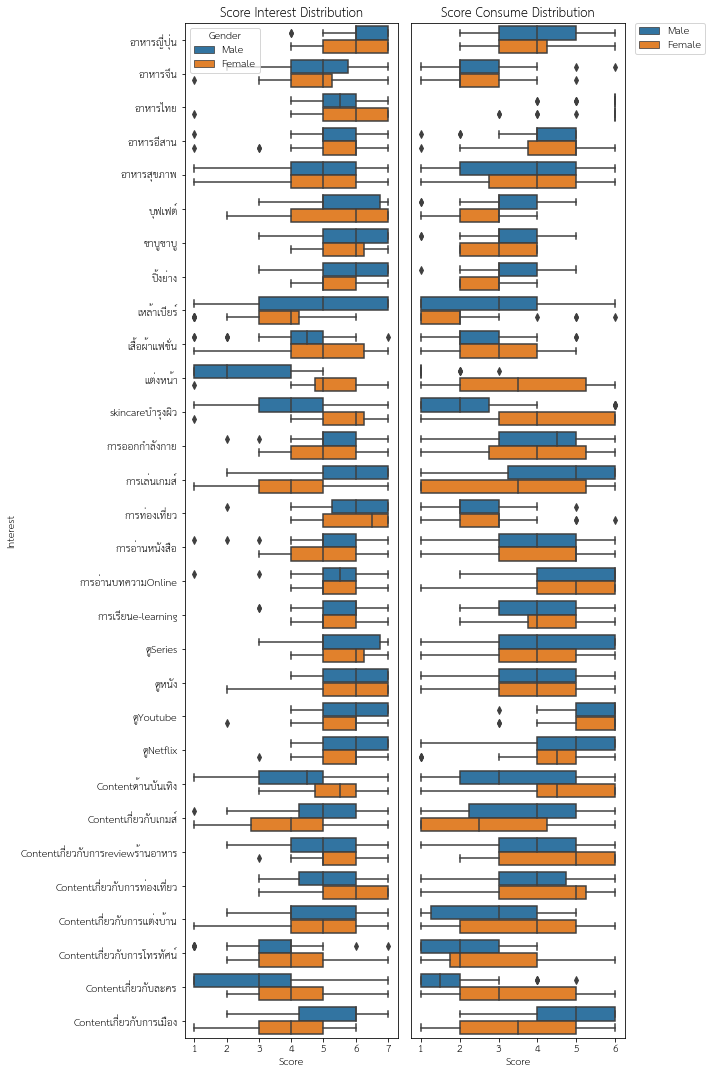 Score Interest Distribution
Score Consume Distribution
Gender
Male
Female
Male
Female
Interest
อาหารญี่ปุ่น
อาหารจีน
อาหารไทย
อาหารอีสาน
อาหารสุขภาพ
บุฟเฟต์
ชาบูชาบู
ปิ้งย่าง
เหล้าเบียร์
เสื้อผ้าแฟชั่น
แต่งหน้า
skincareบำรุงผิว
การออกกำลังกาย
การเล่นเกมส์
การท่องเที่ยว
การอ่านหนังสือ
การอ่านบทความOnline
การเรียนe-learning
ดูSeries
ดูหนัง
ดูYoutube
ดูNetflix
Contentด้านบันเทิง
Contentเกี่ยวกับเกมส์
Contentเกี่ยวกับการreviewร้านอาหาร
Contentเกี่ยวกับการท่องเที่ยว
Contentเกี่ยวกับการแต่งบ้าน
Contentเกี่ยวกับการโทรทัศน์
Contentเกี่ยวกับละคร
Contentเกี่ยวกับการเมือง
1 2 3 4 5 6 7
1 2 3 4 5 6
Score
Score